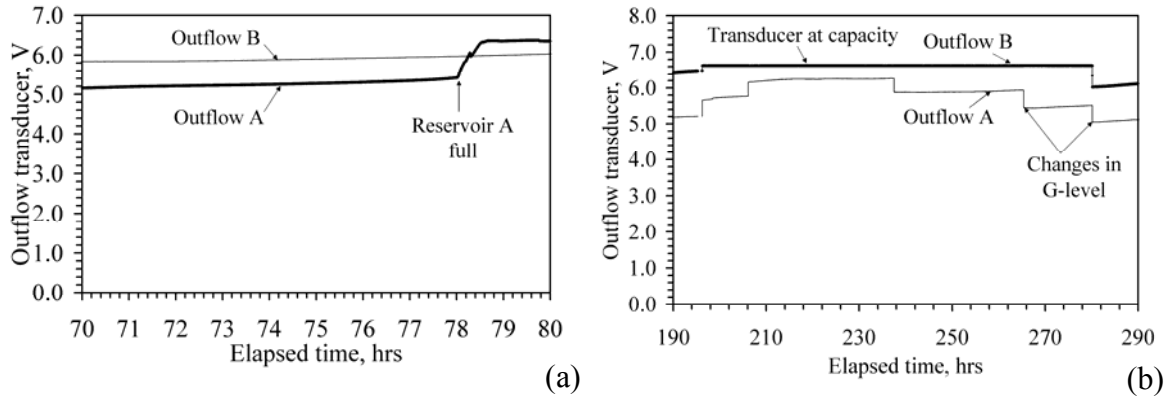 7.0
6.0
5.0
4.0
3.0
2.0
1.0
0.0
Outflow transducer, V
Outflow B
Outflow A
Reservoir A
full
70 71 72 73 74 75 76 77 78 79 80
Elapsed time, hrs
(a)
8.0
7.0
6.0
5.0
4.0
3.0
2.0
1.0
0.0
Outflow transducer, V
Transducer at capacity
Outflow B
Outflow A
Changes in
G-level
190 210 230 250 270 290
Elapsed time, hrs
(b)